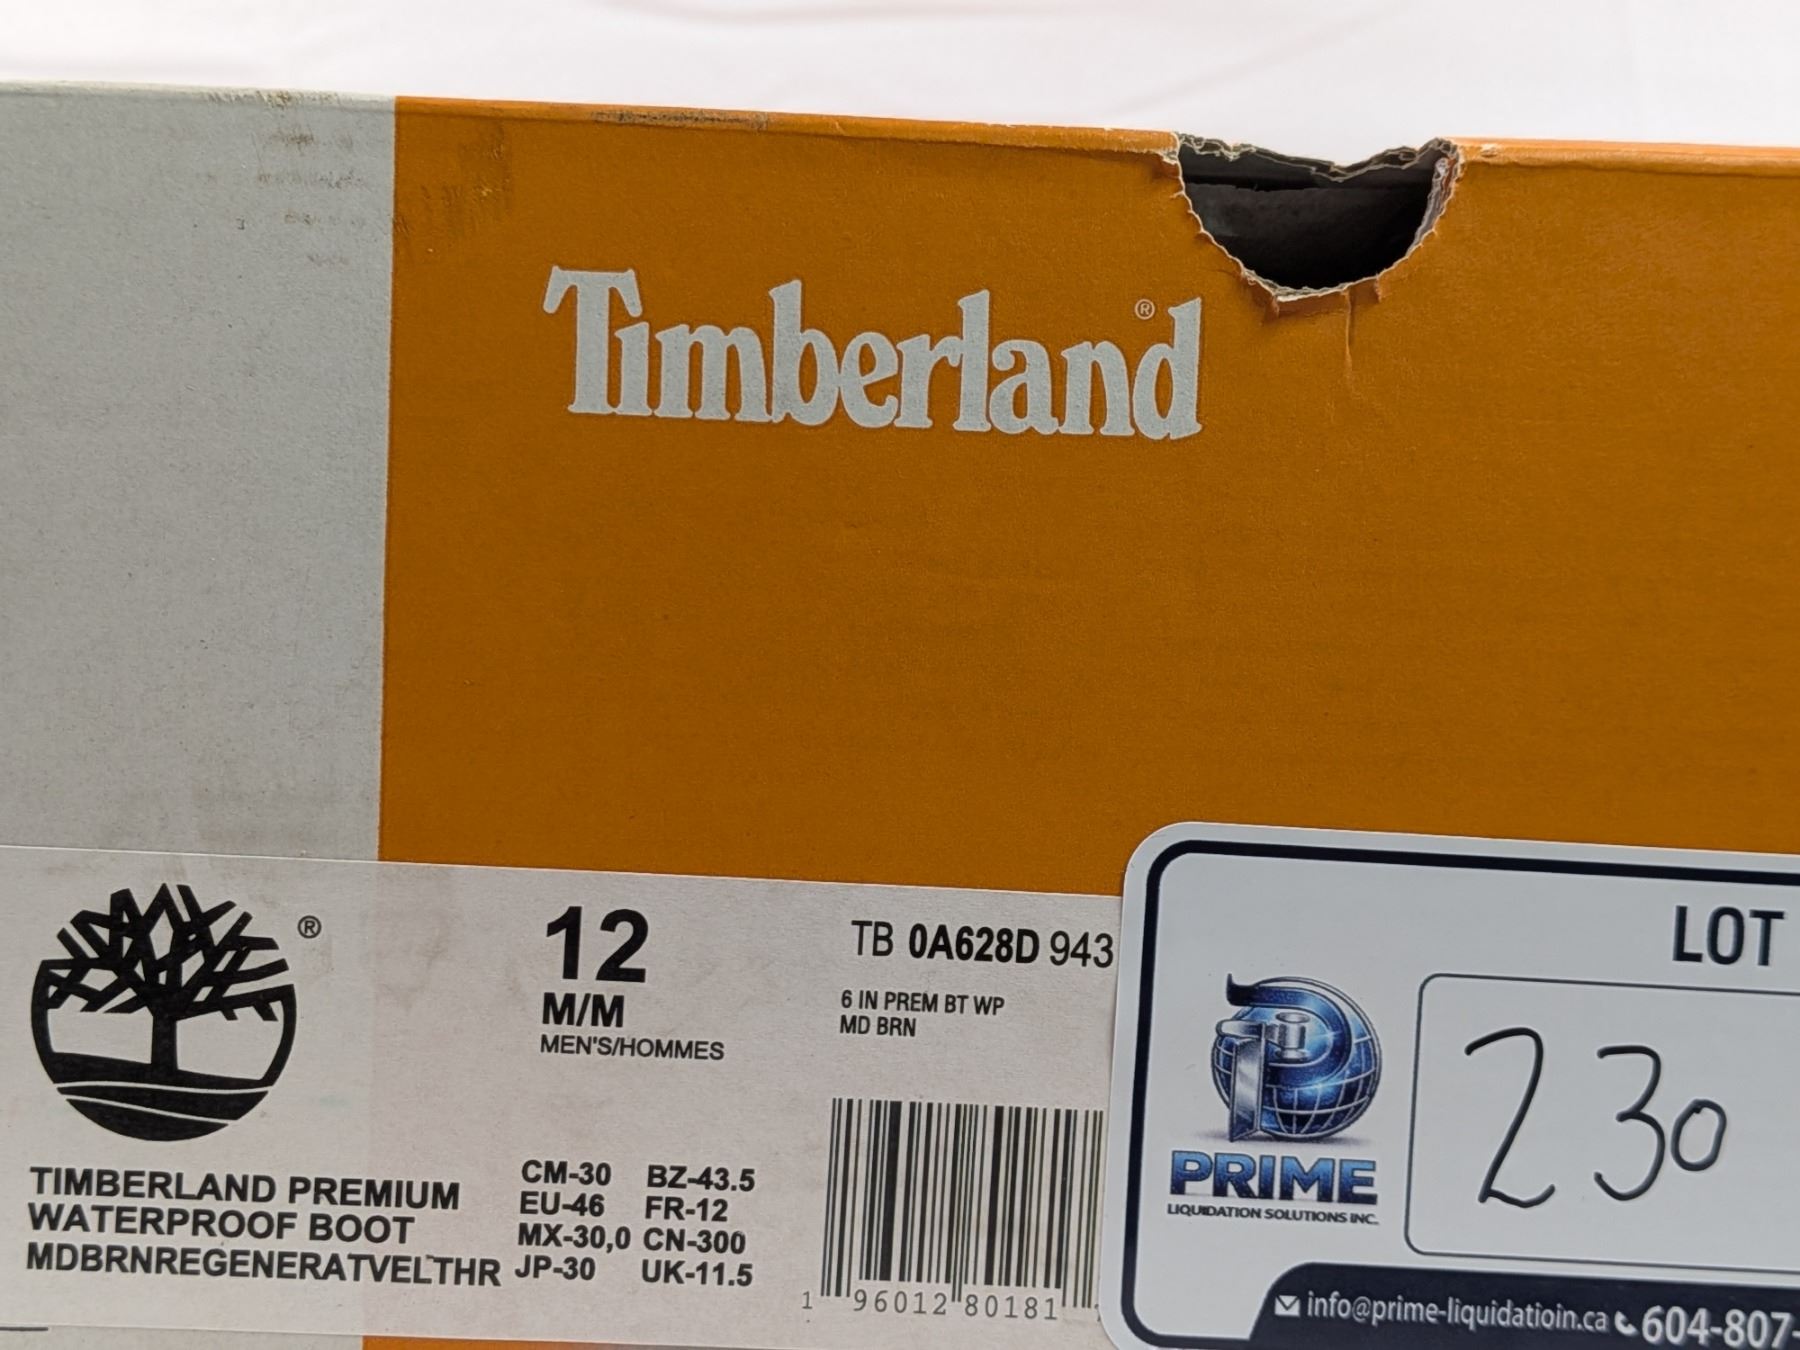 Timberland®
®
12
M/M
MEN'S/HOMMES
TB 0A628D 943
6 IN PREM BT WP
MD BRN
TIMBERLAND PREMIUM
WATERPROOF BOOT
MDBRNREGENERATVELTHR
CM-30 BZ-43.5
EU-46 FR-12
MX-30,0 CN-300
JP-30 UK-11.5
1 96012 80181
LOT
230
PRIME
LIQUIDATION SOLUTIONS INC.
info@prime-liquidatioin.ca 604-807-